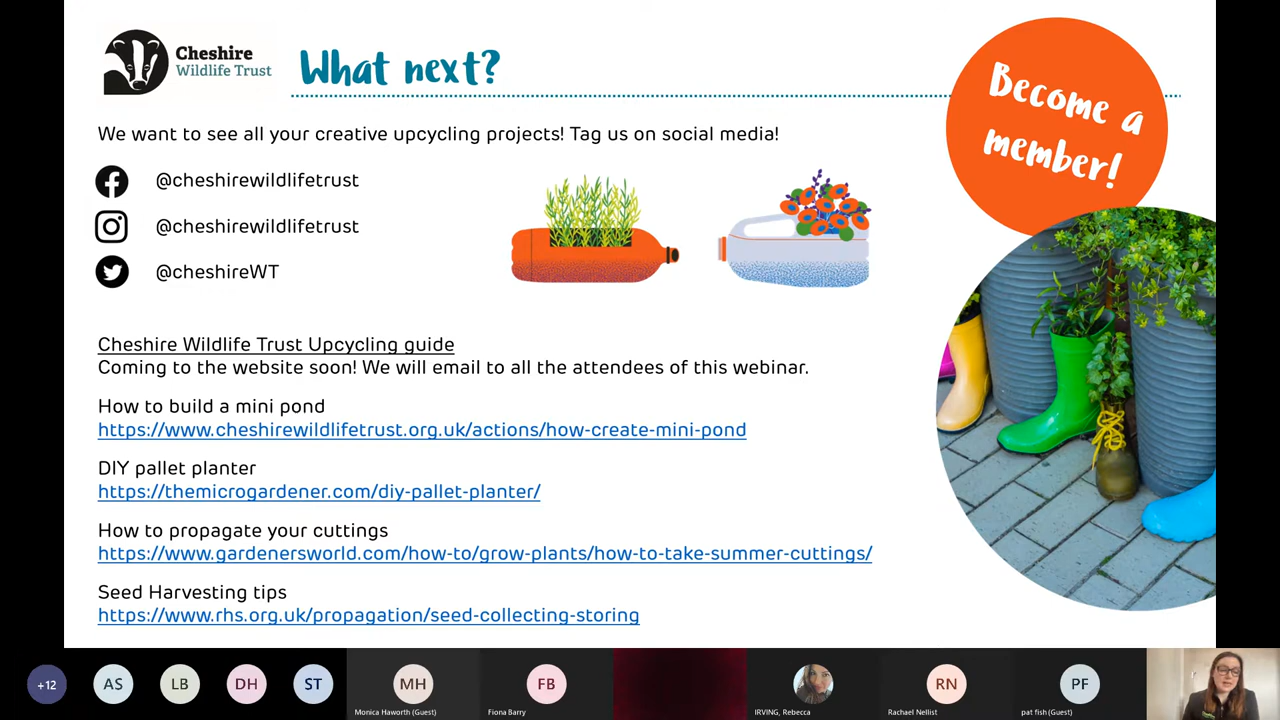 Cheshire
Wildlife Trust
What next?
Become a
member!
We want to see all your creative upcycling projects! Tag us on social media!
@cheshirewildlifetrust
@cheshirewildlifetrust
@cheshireWT
Cheshire Wildlife Trust Upcycling guide
Coming to the website soon! We will email to all the attendees of this webinar.
How to build a mini pond
https://www.cheshirewildlifetrust.org.uk/actions/how-create-mini-pond
DIY pallet planter
https://themicrogardener.com/diy-pallet-planter/
How to propagate your cuttings
https://www.gardenersworld.com/how-to/grow-plants/how-to-take-summer-cuttings/
Seed Harvesting tips
https://www.rhs.org.uk/propagation/seed-collecting-storing
+12
AS
LB
DH
ST
MH
FB
RN
PF
Monica Haworth (Guest)
Fiona Barry
IRVING, Rebecca
Rachael Nellist
pat fish (Guest)